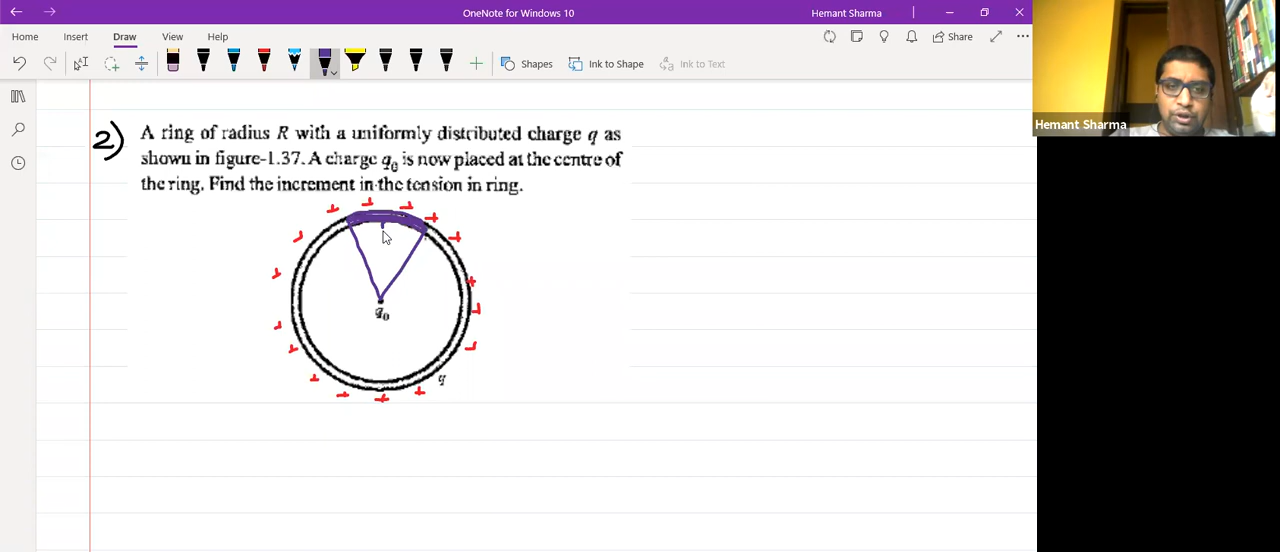 OneNote for Windows 10
Hemant Sharma
Home Insert Draw View Help
Share
Shapes
Ink to Shape
Ink to Text
2) A ring of radius R with a uniformly distributed charge q as
shown in figure-1.37. A charge q₀ is now placed at the centre of
the ring. Find the increment in the tension in ring.
q₀
q
Hemant Sharma